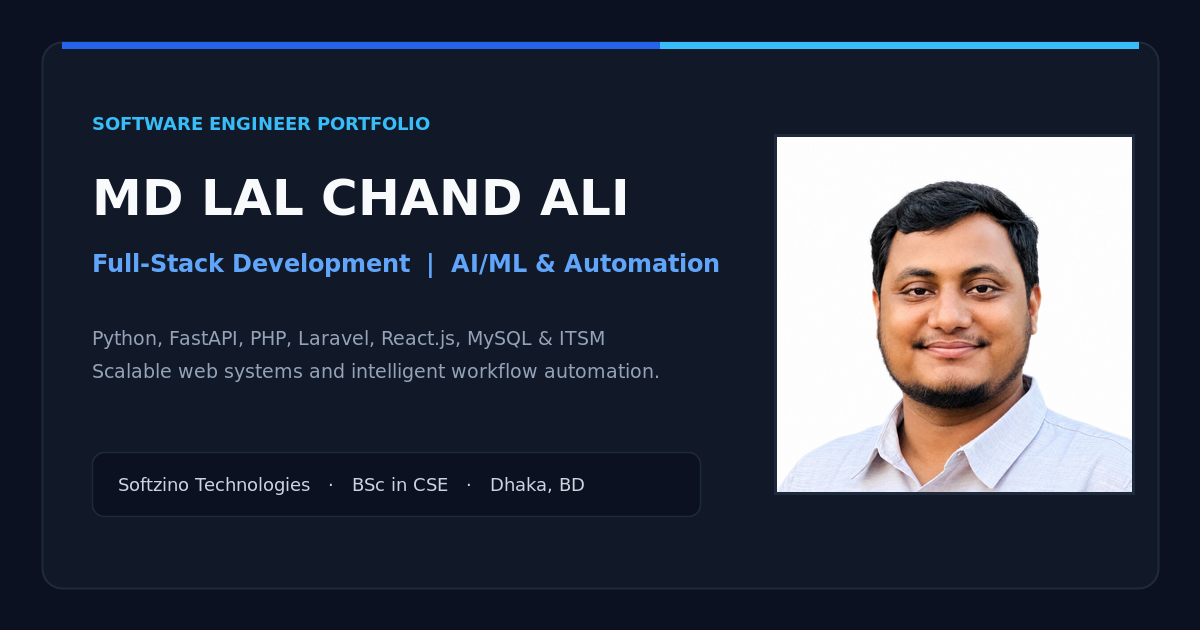 SOFTWARE ENGINEER PORTFOLIO
MD LAL CHAND ALI
Full-Stack Development | AI/ML & Automation
Python, FastAPI, PHP, Laravel, React.js, MySQL & ITSM
Scalable web systems and intelligent workflow automation.
Softzino Technologies · BSc in CSE · Dhaka, BD